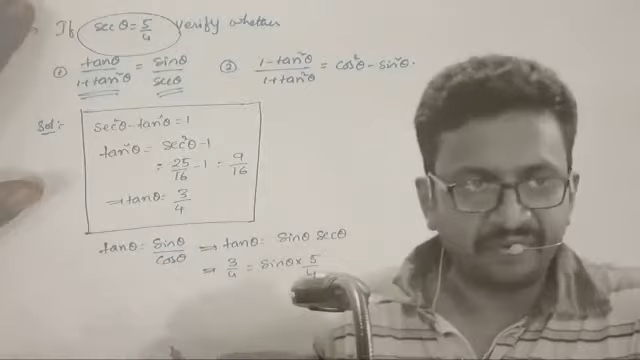 If secθ = 5/4 verify whether
① tanθ/1+tan²θ = sinθ/secθ ② 1-tan²θ/1+tan²θ = cos²θ - sin²θ.
Sol:
sec²θ - tan²θ = 1
tan²θ = sec²θ - 1
= 25/16 - 1 = 9/16
⇒ tanθ = 3/4
tanθ = sinθ/cosθ ⇒ tanθ = sinθ secθ
⇒ 3/4 = sinθ × 5/4